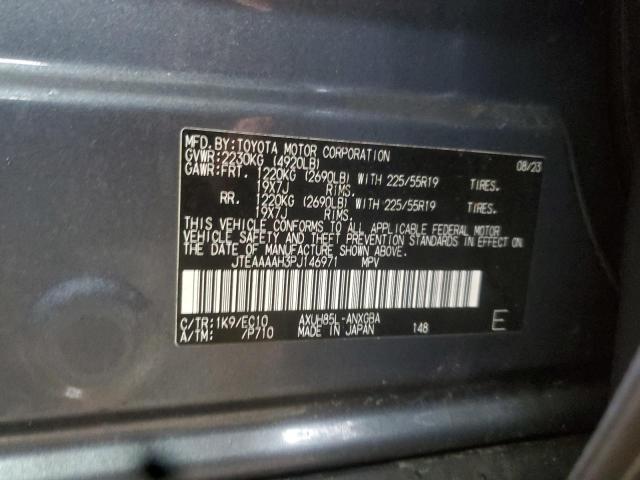 MFD.BY:TOYOTA MOTOR CORPORATION 08/23
GVWR:2230KG (4920LB)
GAWR:FRT. 1220KG (2690LB) WITH 225/55R19 TIRES.
19X7J RIMS.
RR. 1220KG (2690LB) WITH 225/55R19 TIRES.
19X7J RIMS.
THIS VEHICLE CONFORMS TO ALL APPLICABLE FEDERAL MOTOR
VEHICLE SAFETY AND THEFT PREVENTION STANDARDS IN EFFECT ON
THE DATE OF MANUFACTURE SHOWN ABOVE.
JTEAAAAH3PJ146971 MPV
C/TR:1K9/EC10 AXUH85L-ANXGBA
A/TM: /P710 MADE IN JAPAN 148 E